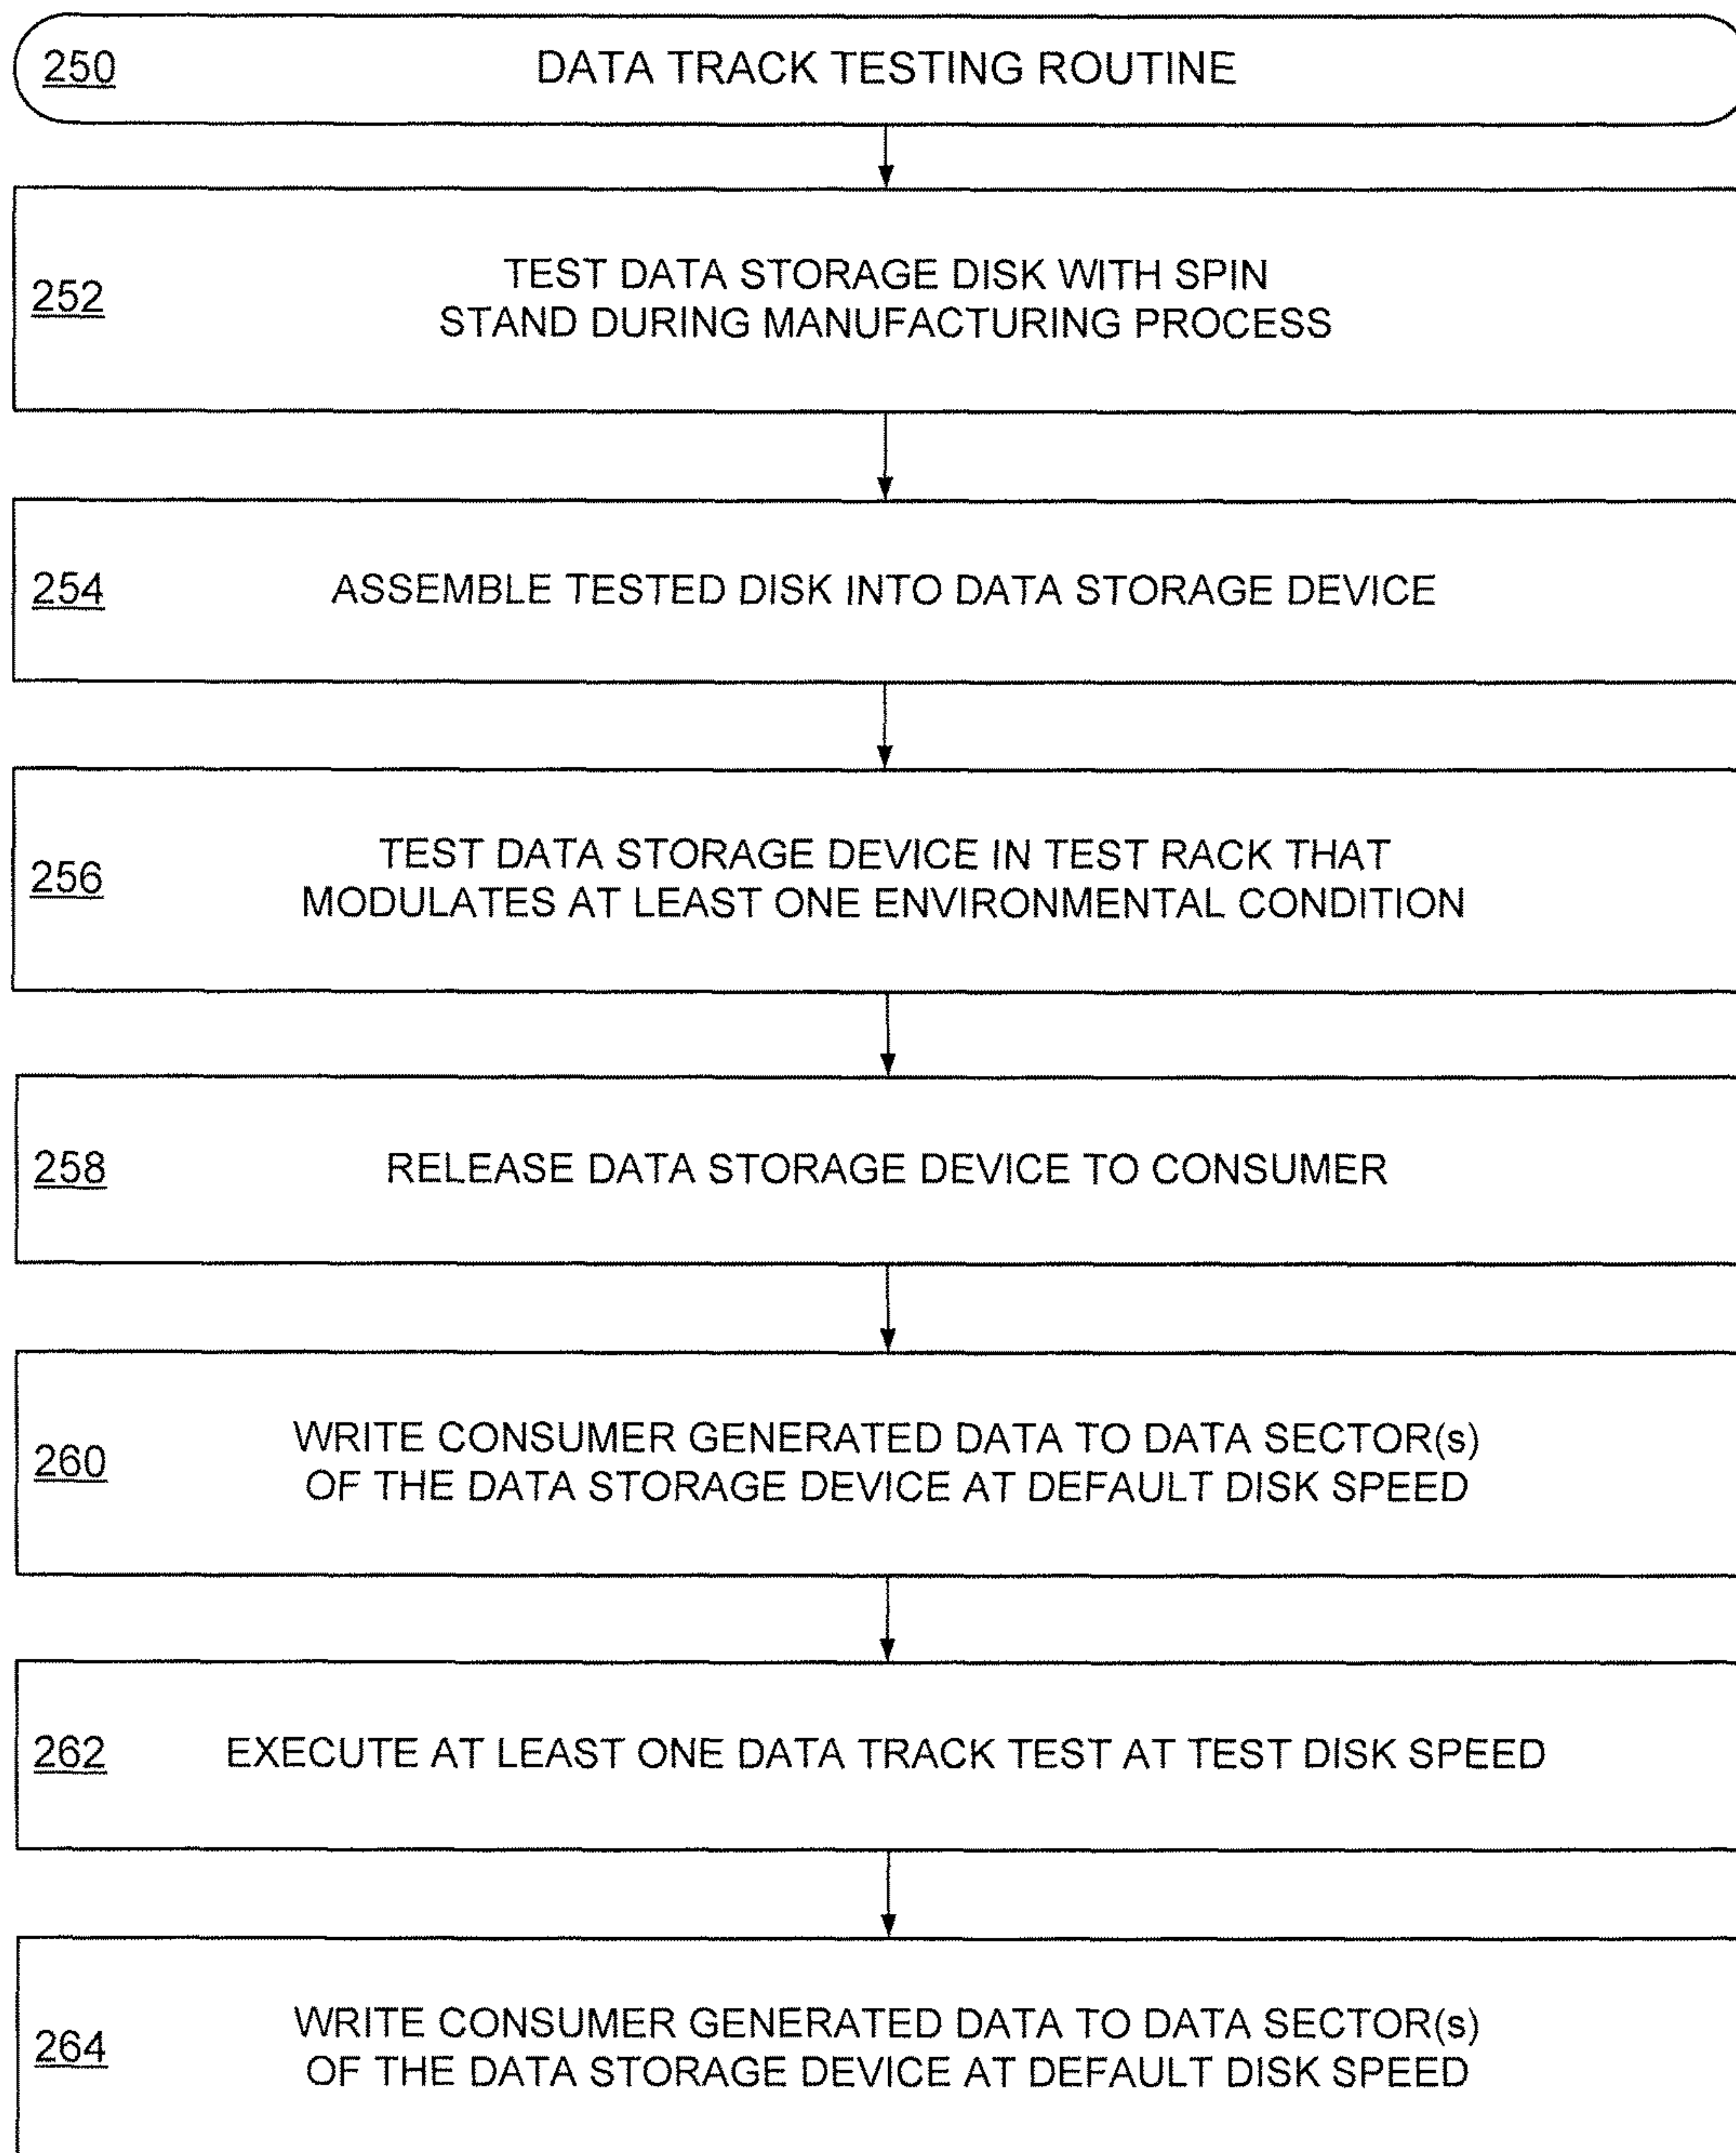 250 DATA TRACK TESTING ROUTINE
252
TEST DATA STORAGE DISK WITH SPIN
STAND DURING MANUFACTURING PROCESS
254 ASSEMBLE TESTED DISK INTO DATA STORAGE DEVICE
256
TEST DATA STORAGE DEVICE IN TEST RACK THAT
MODULATES AT LEAST ONE ENVIRONMENTAL CONDITION
258 RELEASE DATA STORAGE DEVICE TO CONSUMER
260
WRITE CONSUMER GENERATED DATA TO DATA SECTOR(s)
OF THE DATA STORAGE DEVICE AT DEFAULT DISK SPEED
262 EXECUTE AT LEAST ONE DATA TRACK TEST AT TEST DISK SPEED
264
WRITE CONSUMER GENERATED DATA TO DATA SECTOR(s)
OF THE DATA STORAGE DEVICE AT DEFAULT DISK SPEED